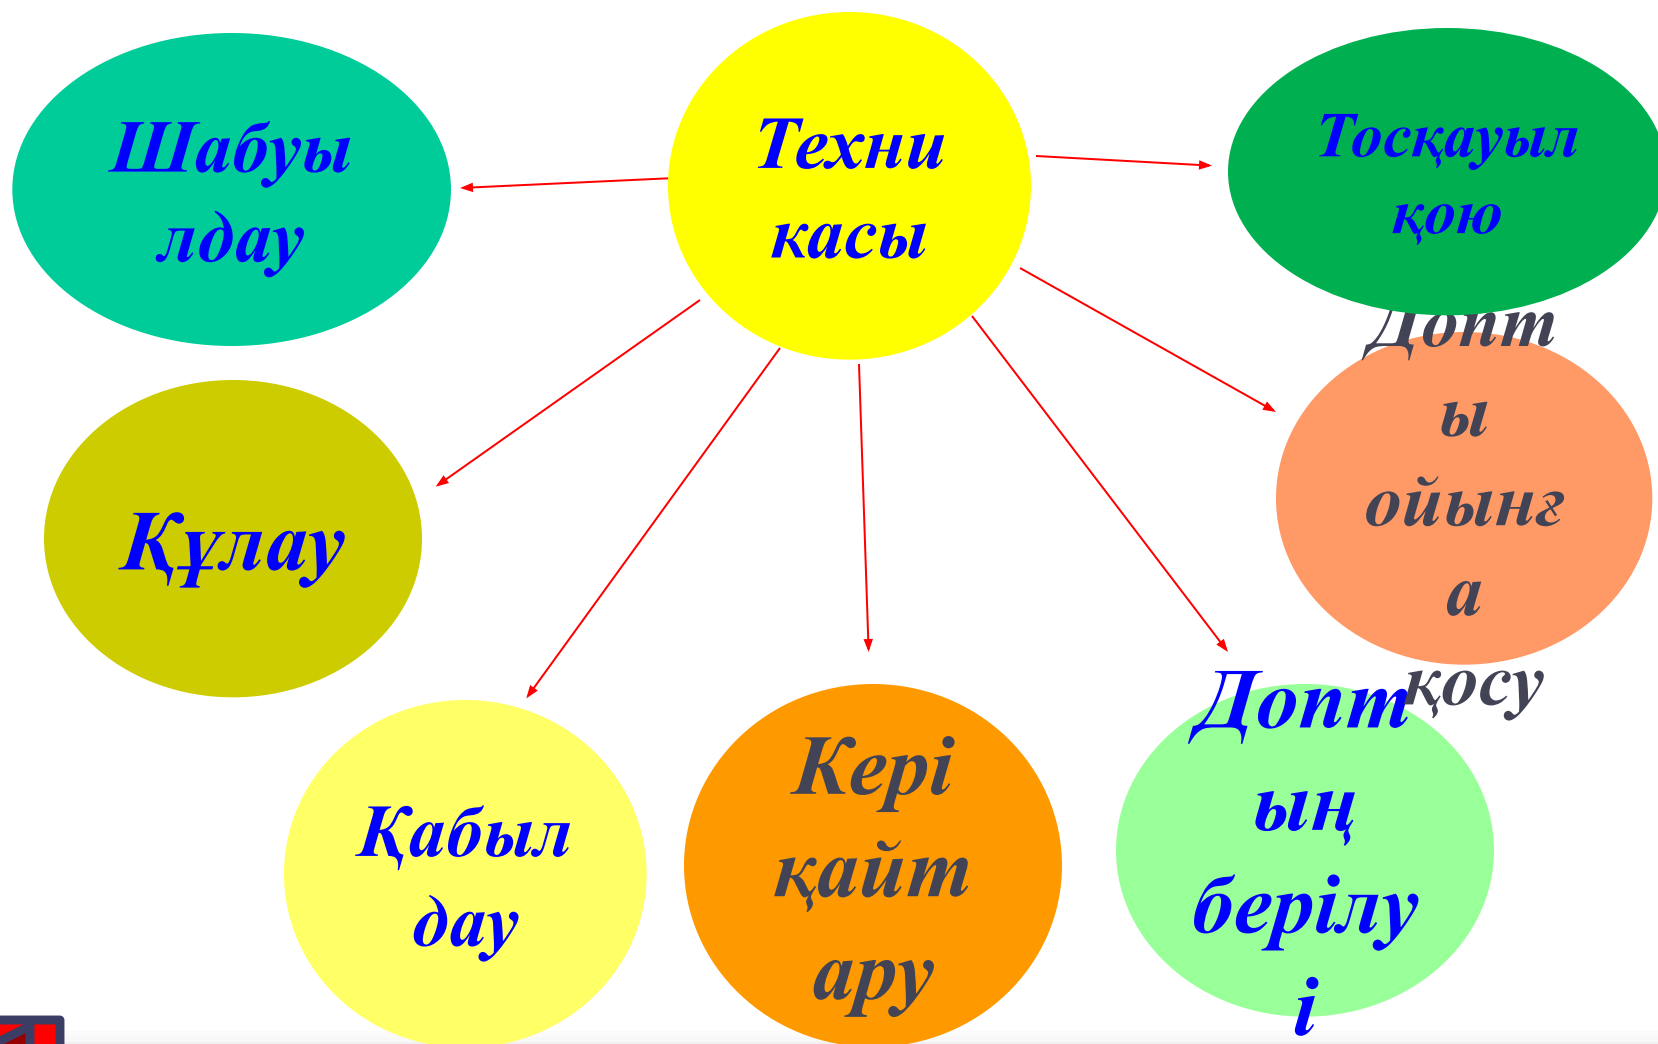 Шабуы
лдау
Техни
касы
Тосқауыл
қою
Допт
ы
ойынғ
а
қосу
Құлау
Қабыл
дау
Кері
қайт
ару
Допт
ың
берілу
і